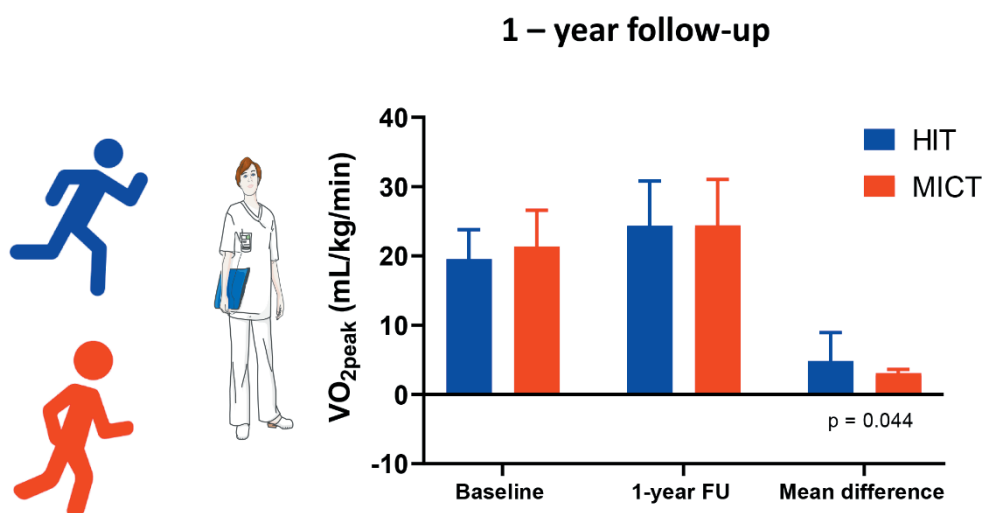 1 – year follow-up
VO2peak (mL/kg/min)
40
30
20
10
0
-10
HIT
MICT
p = 0.044
Baseline
1-year FU
Mean difference